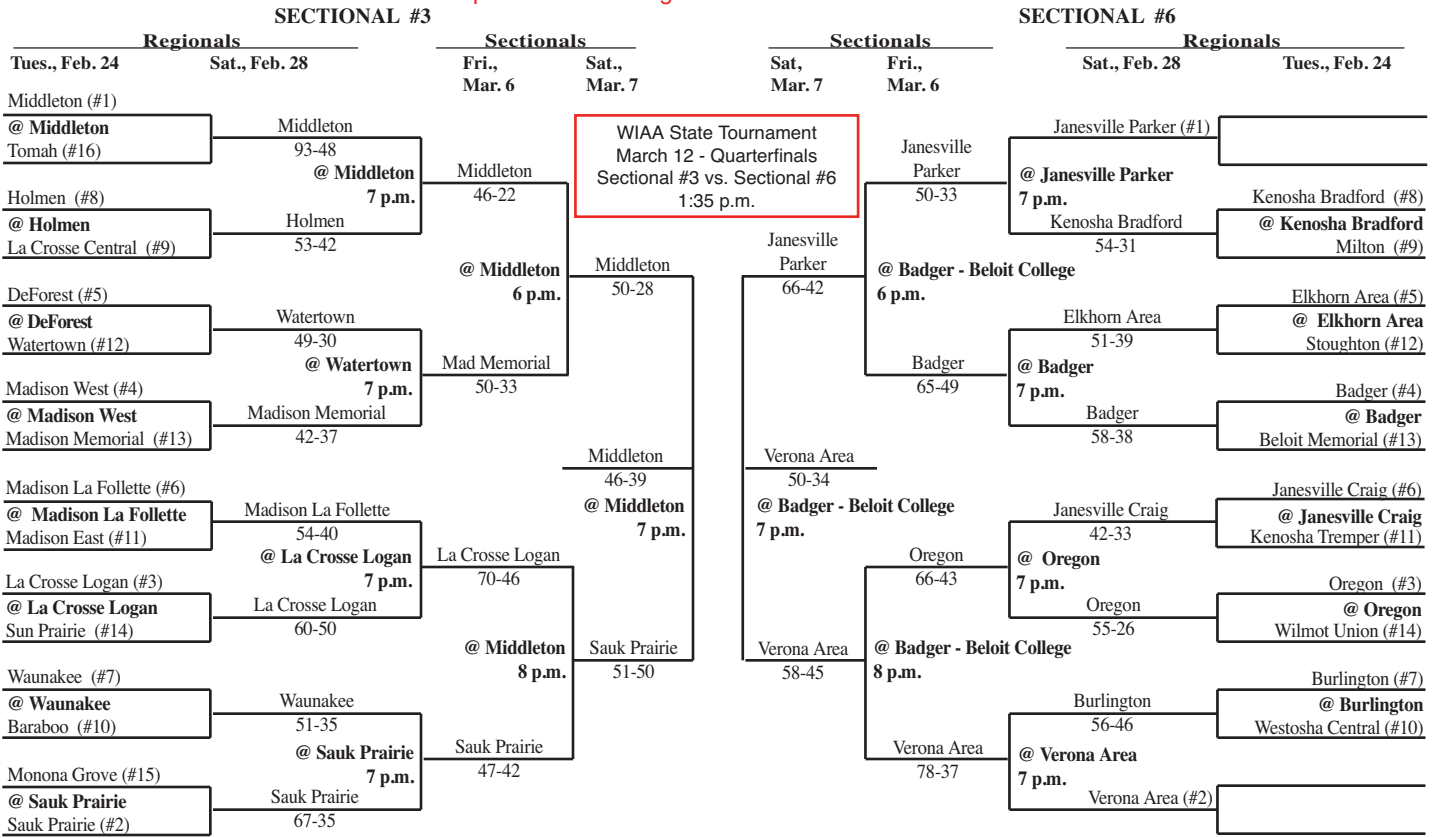 SECTIONAL #3
Regionals
Sectionals
Tues., Feb. 24
Sat., Feb. 28
Fri.,
Mar. 6
Sat.,
Mar. 7
Middleton (#1)
@ Middleton
Tomah (#16)
Holmen (#8)
@ Holmen
La Crosse Central (#9)
DeForest (#5)
@ DeForest
Watertown (#12)
Madison West (#4)
@ Madison West
Madison Memorial (#13)
Madison La Follette (#6)
@ Madison La Follette
Madison East (#11)
La Crosse Logan (#3)
@ La Crosse Logan
Sun Prairie (#14)
Waunakee (#7)
@ Waunakee
Baraboo (#10)
Monona Grove (#15)
@ Sauk Prairie
Sauk Prairie (#2)
Middleton
93-48
@ Middleton
7 p.m.
Holmen
53-42
Watertown
49-30
@ Watertown
7 p.m.
Madison Memorial
42-37
Madison La Follette
54-40
@ La Crosse Logan
7 p.m.
La Crosse Logan
60-50
Waunakee
51-35
@ Sauk Prairie
7 p.m.
Sauk Prairie
67-35
Middleton
46-22
@ Middleton
6 p.m.
Mad Memorial
50-33
La Crosse Logan
70-46
@ Middleton
8 p.m.
Sauk Prairie
47-42
Middleton
50-28
Middleton
46-39
@ Middleton
7 p.m.
Sauk Prairie
51-50
WIAA State Tournament
March 12 - Quarterfinals
Sectional #3 vs. Sectional #6
1:35 p.m.
SECTIONAL #6
Sectionals
Regionals
Sat,
Mar. 7
Fri.,
Mar. 6
Sat., Feb. 28
Tues., Feb. 24
Janesville
Parker
66-42
Verona Area
50-34
@ Badger - Beloit College
7 p.m.
Verona Area
58-45
Janesville
Parker
50-33
@ Badger - Beloit College
6 p.m.
Badger
65-49
Oregon
66-43
@ Badger - Beloit College
8 p.m.
Verona Area
78-37
Janesville Parker (#1)
@ Janesville Parker
7 p.m.
Kenosha Bradford
54-31
Elkhorn Area
51-39
@ Badger
7 p.m.
Badger
58-38
Janesville Craig
42-33
@ Oregon
7 p.m.
Oregon
55-26
Burlington
56-46
@ Verona Area
7 p.m.
Verona Area (#2)
Kenosha Bradford (#8)
@ Kenosha Bradford
Milton (#9)
Elkhorn Area (#5)
@ Elkhorn Area
Stoughton (#12)
Badger (#4)
@ Badger
Beloit Memorial (#13)
Janesville Craig (#6)
@ Janesville Craig
Kenosha Tremper (#11)
Oregon (#3)
@ Oregon
Wilmot Union (#14)
Burlington (#7)
@ Burlington
Westosha Central (#10)